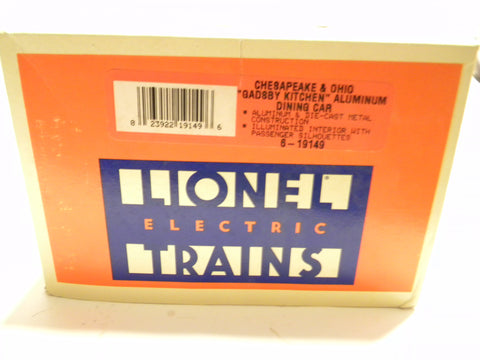 CHESAPEAKE & OHIO
"GADSBY KITCHEN" ALUMINUM
DINING CAR
* ALUMINUM & DIE-CAST METAL
CONSTRUCTION
* ILLUMINATED INTERIOR WITH
PASSENGER SILHOUETTES
6-19149
0 23922 19149 6
LIONEL
ELECTRIC
TRAINS